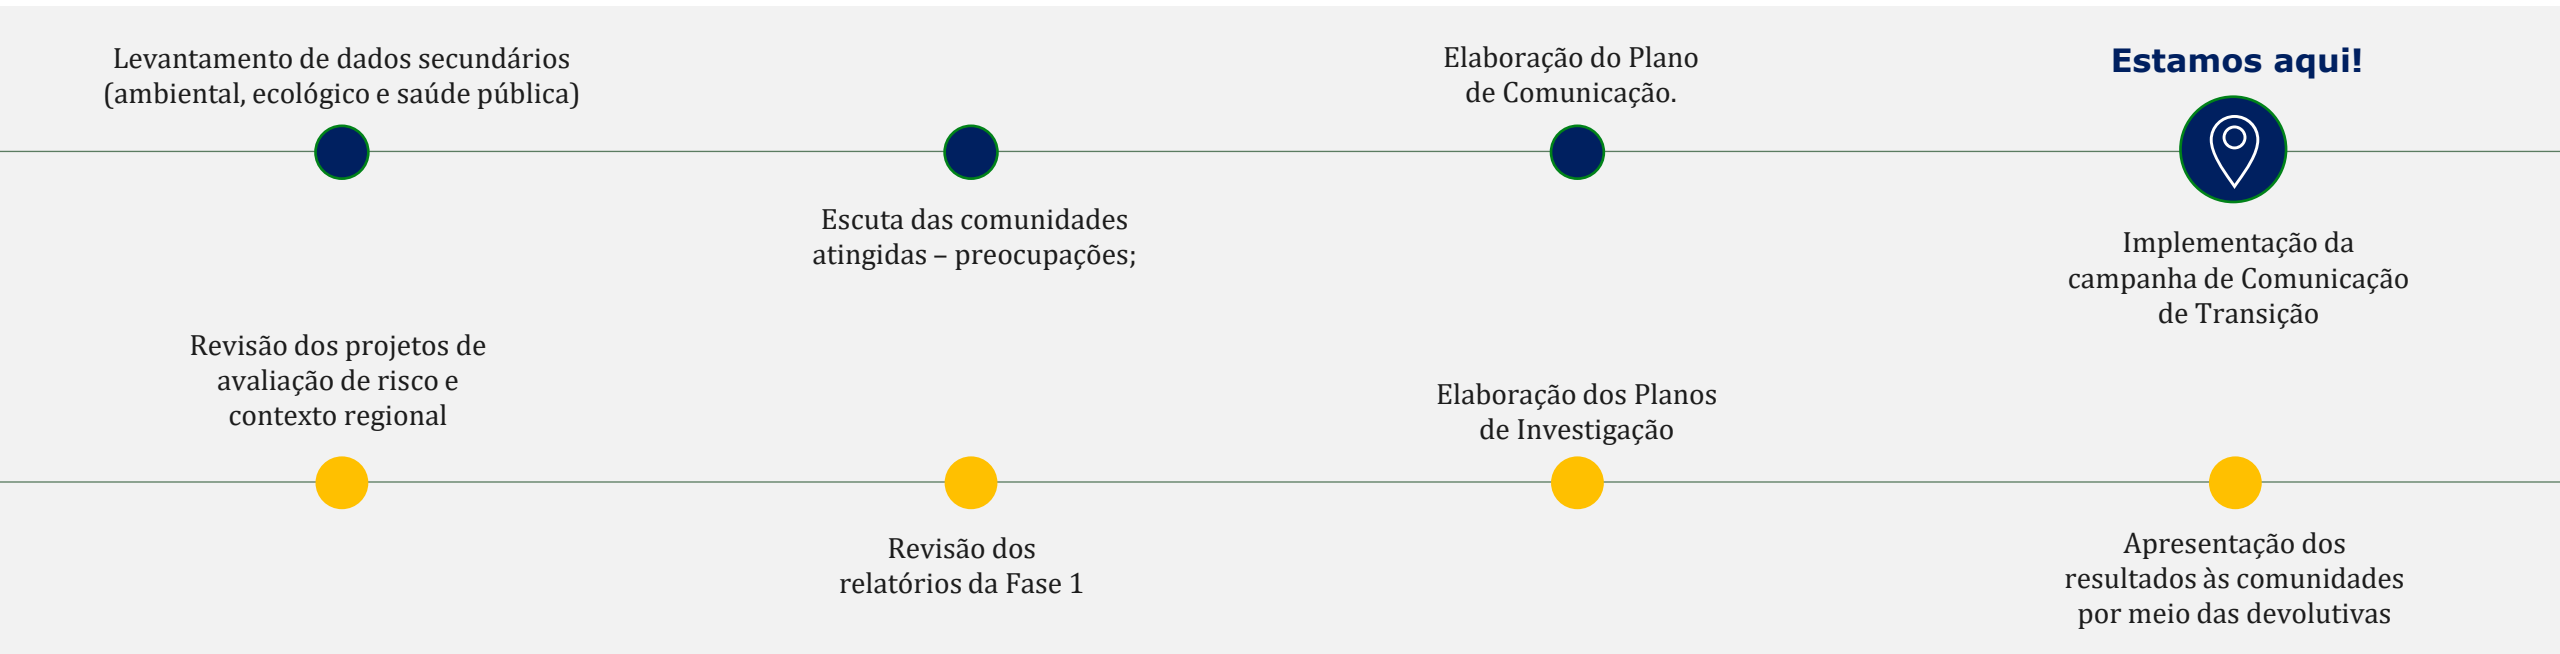 Levantamento de dados secundários
(ambiental, ecológico e saúde pública)
Escuta das comunidades
atingidas – preocupações;
Elaboração do Plano
de Comunicação.
Estamos aqui!
Implementação da
campanha de Comunicação
de Transição
Revisão dos projetos de
avaliação de risco e
contexto regional
Revisão dos
relatórios da Fase 1
Elaboração dos Planos
de Investigação
Apresentação dos
resultados às comunidades
por meio das devolutivas